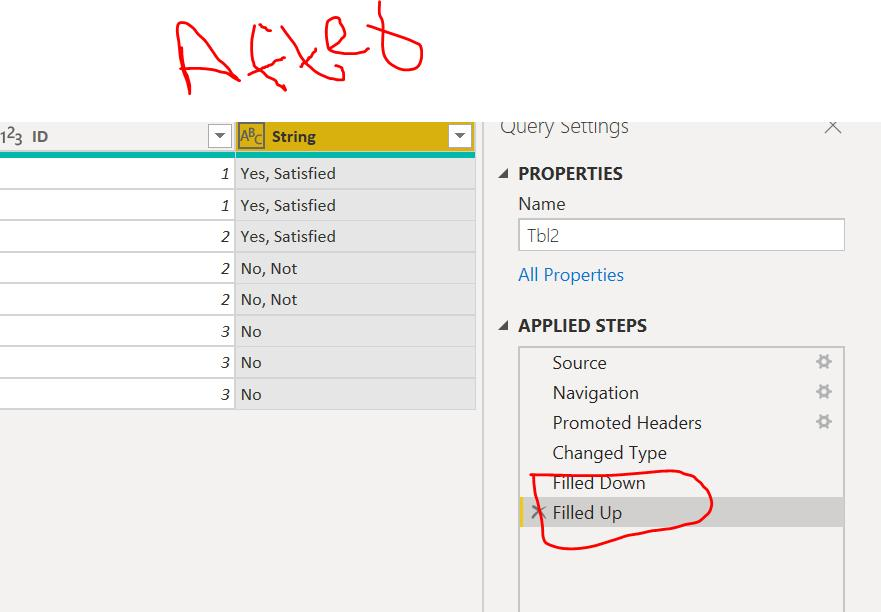 After
Query Settings
123 ID ABC String
1 Yes, Satisfied
1 Yes, Satisfied
2 Yes, Satisfied
2 No, Not
2 No, Not
3 No
3 No
3 No
PROPERTIES
Name
Tbl2
All Properties
APPLIED STEPS
Source
Navigation
Promoted Headers
Changed Type
Filled Down
Filled Up